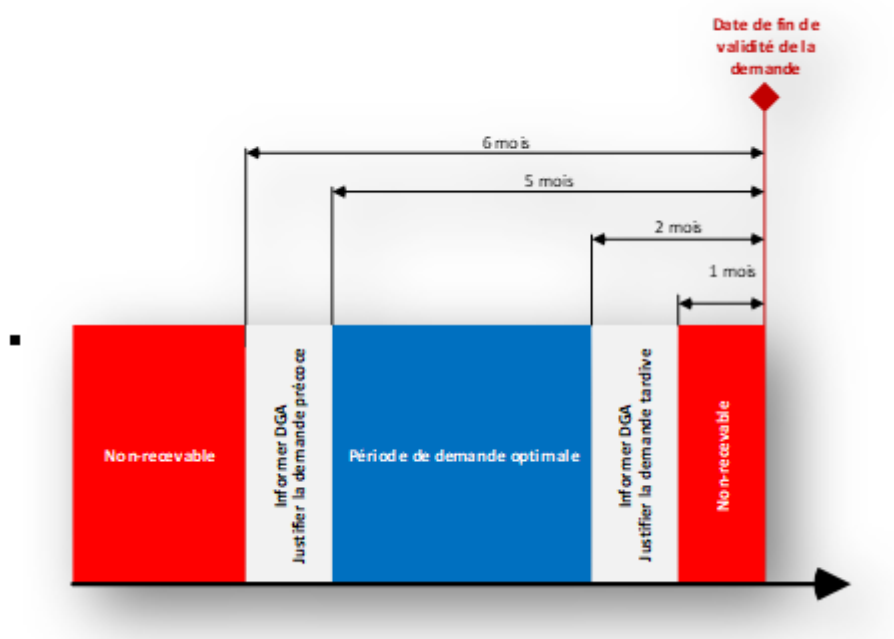 Date de fin de
validité de la
demande
6 mois
5 mois
2 mois
1 mois
Non-recevable
Informer DGA
Justifier la demande précoce
Période de demande optimale
Informer DGA
Justifier la demande tardive
Non-recevable